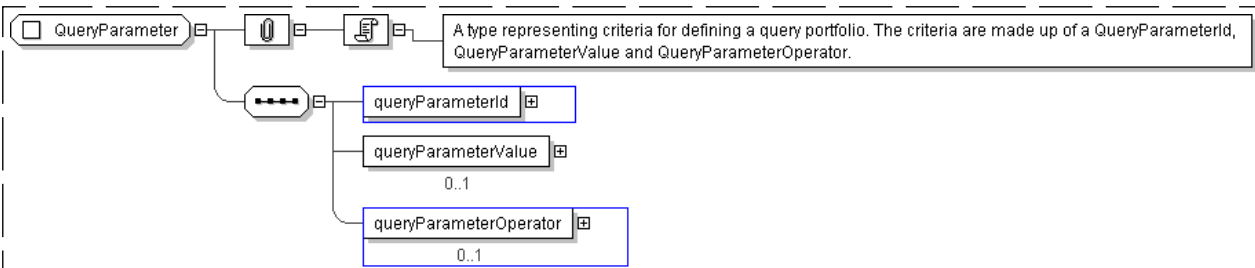 QueryParameter
A type representing criteria for defining a query portfolio. The criteria are made up of a QueryParameterId,
QueryParameterValue and QueryParameterOperator.
queryParameterId
queryParameterValue
0..1
queryParameterOperator
0..1